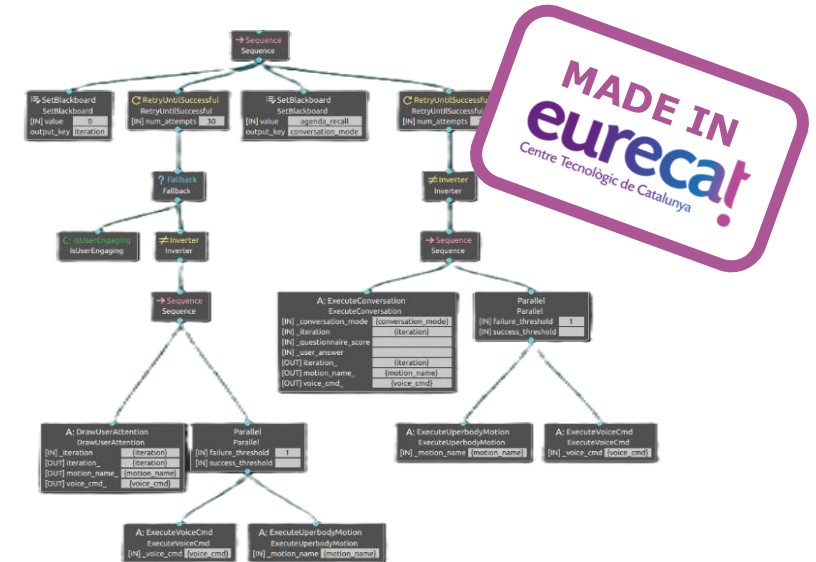 → Sequence
Sequence
SetBlackboard
SetBlackboard
[IN] value 0
output_key iteration
RetryUntilSuccessful
RetryUntilSuccessful
[IN] num_attempts 30
SetBlackboard
SetBlackboard
[IN] value agenda_recall
output_key conversation_mode
RetryUntilSuccessful
RetryUntilSuccessful
[IN] num_attempts
MADE IN
eurecat
Centre Tecnològic de Catalunya
? Fallback
Fallback
≠ Inverter
Inverter
C: IsUserEngaging
IsUserEngaging
≠ Inverter
Inverter
→ Sequence
Sequence
→ Sequence
Sequence
A: ExecuteConversation
ExecuteConversation
[IN] _conversation_mode {conversation_mode}
[IN] _iteration {iteration}
[IN] _questionnaire_score
[IN] _user_answer
[OUT] iteration_ {iteration}
[OUT] motion_name_ {motion_name}
[OUT] voice_cmd_ {voice_cmd}
Parallel
Parallel
[IN] failure_threshold 1
[IN] success_threshold
A: DrawUserAttention
DrawUserAttention
[IN] _iteration {iteration}
[OUT] iteration_ {iteration}
[OUT] motion_name_ {motion_name}
[OUT] voice_cmd_ {voice_cmd}
Parallel
Parallel
[IN] failure_threshold 1
[IN] success_threshold
A: ExecuteUperbodyMotion
ExecuteUperbodyMotion
[IN] _motion_name {motion_name}
A: ExecuteVoiceCmd
ExecuteVoiceCmd
[IN] _voice_cmd {voice_cmd}
A: ExecuteVoiceCmd
ExecuteVoiceCmd
[IN] _voice_cmd {voice_cmd}
A: ExecuteUperbodyMotion
ExecuteUperbodyMotion
[IN] _motion_name {motion_name}